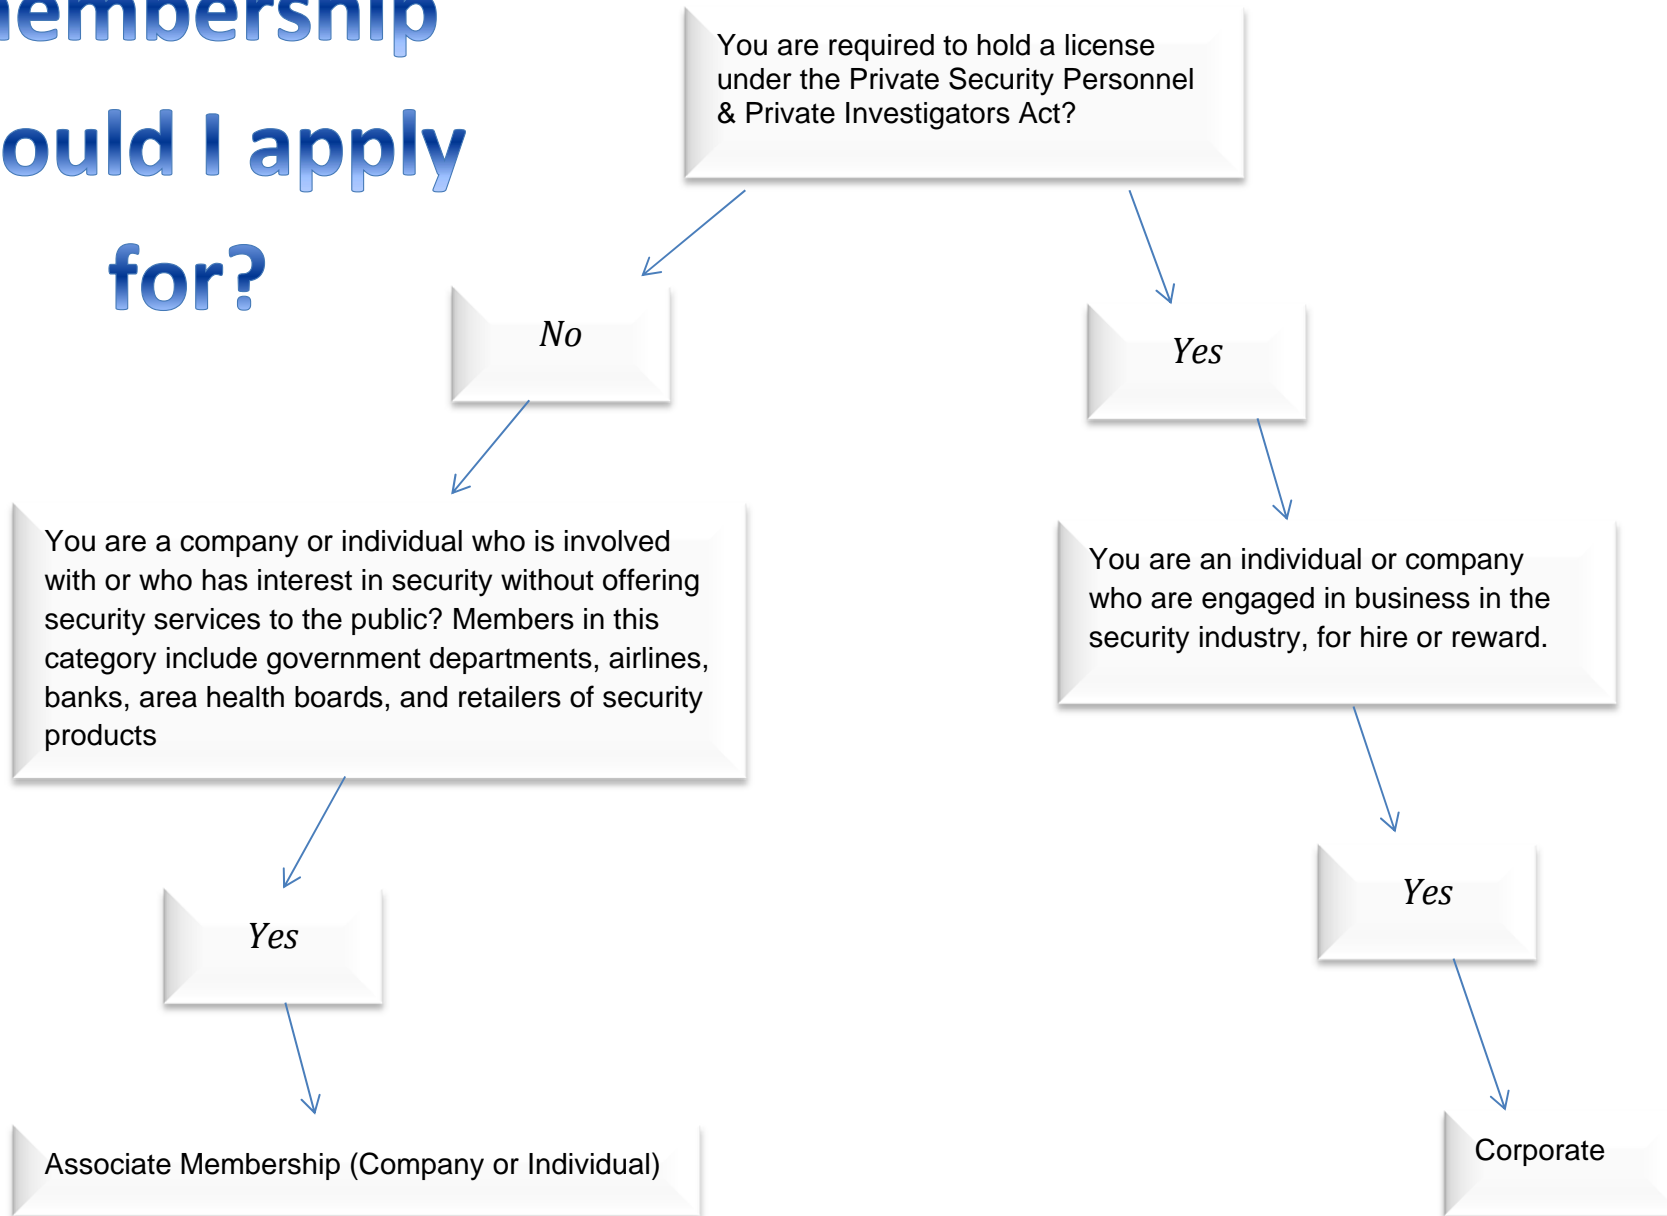 membership
ould I apply
for?
You are required to hold a license
under the Private Security Personnel
& Private Investigators Act?
No
Yes
You are a company or individual who is involved
with or who has interest in security without offering
security services to the public? Members in this
category include government departments, airlines,
banks, area health boards, and retailers of security
products
You are an individual or company
who are engaged in business in the
security industry, for hire or reward.
Yes
Yes
Associate Membership (Company or Individual)
Corporate